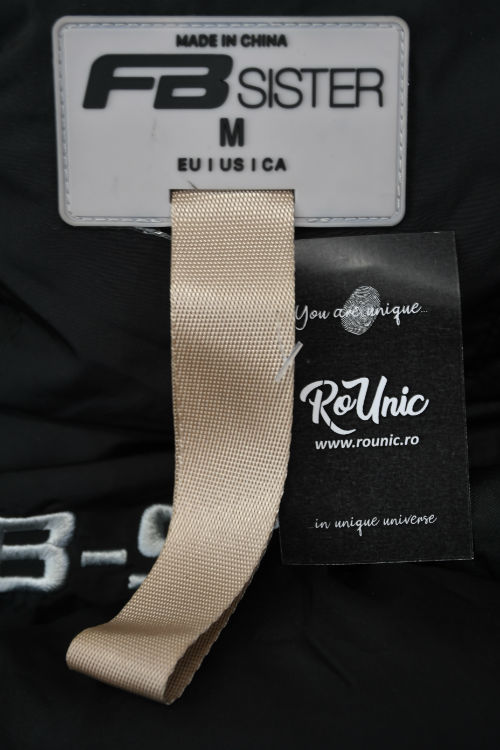 MADE IN CHINA
FB SISTER
M
EU I US I CA
You are unique...
RoUnic
www.rounic.ro
...in unique universe
B-S